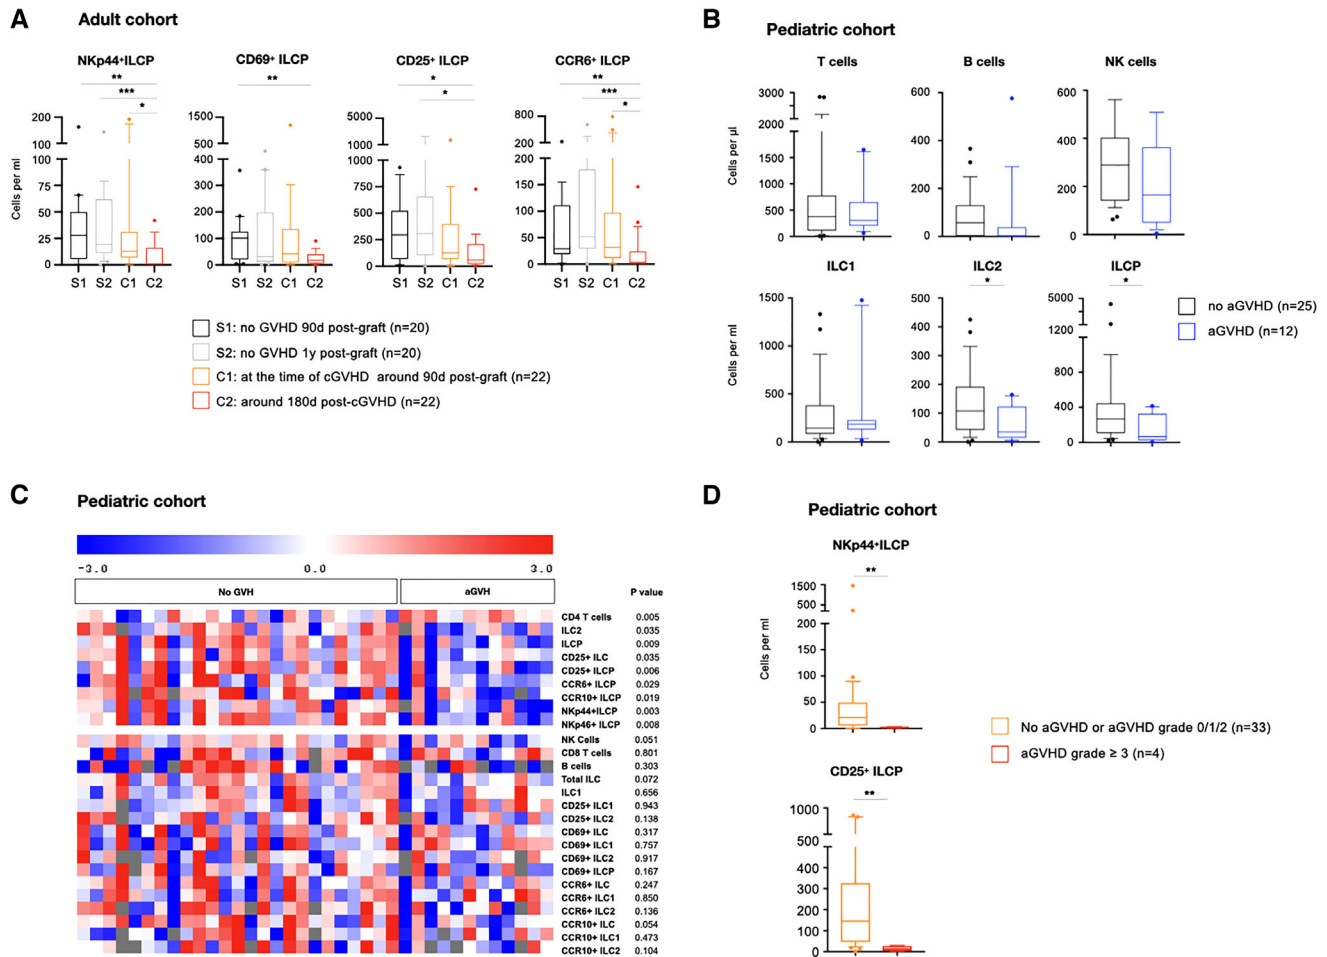 A
Adult cohort
NKp44+ILCP
CD69+ ILCP
CD25+ ILCP
CCR6+ ILCP
**
***
*
**
*
*
**
***
*
Cells per ml
200
100
75
50
25
0
1500
500
400
300
200
100
0
5000
1000
750
500
250
0
800
200
200
150
100
50
0
S1 S2 C1 C2
S1 S2 C1 C2
S1 S2 C1 C2
S1 S2 C1 C2
S1: no GVHD 90d post-graft (n=20)
S2: no GVHD 1y post-graft (n=20)
C1: at the time of cGVHD around 90d post-graft (n=22)
C2: around 180d post-cGVHD (n=22)
B
Pediatric cohort
T cells
B cells
NK cells
Cells per µl
3000
2000
1500
1000
500
0
600
400
200
0
600
400
200
0
ILC1
ILC2
ILCP
*
*
Cells per ml
1500
1000
500
0
500
400
300
200
100
0
5000
1200
800
400
0
no aGVHD (n=25)
aGVHD (n=12)
C
Pediatric cohort
-3.0 0.0 3.0
No GVH aGVH P value
CD4 T cells 0.005
ILC2 0.035
ILCP 0.009
CD25+ ILC 0.035
CD25+ ILCP 0.006
CCR6+ ILCP 0.029
CCR10+ ILCP 0.019
NKp44+ILCP 0.003
NKp46+ ILCP 0.008
NK Cells 0.051
CD8 T cells 0.801
B cells 0.303
Total ILC 0.072
ILC1 0.656
CD25+ ILC1 0.943
CD25+ ILC2 0.138
CD69+ ILC 0.317
CD69+ ILC1 0.757
CD69+ ILC2 0.917
CD69+ ILCP 0.167
CCR6+ ILC 0.247
CCR6+ ILC1 0.850
CCR6+ ILC2 0.136
CCR10+ ILC 0.054
CCR10+ ILC1 0.473
CCR10+ ILC2 0.104
D
Pediatric cohort
NKp44+ILCP
**
Cells per ml
1500
500
200
150
100
50
0
CD25+ ILCP
**
1000
500
400
300
200
100
0
No aGVHD or aGVHD grade 0/1/2 (n=33)
aGVHD grade ≥ 3 (n=4)